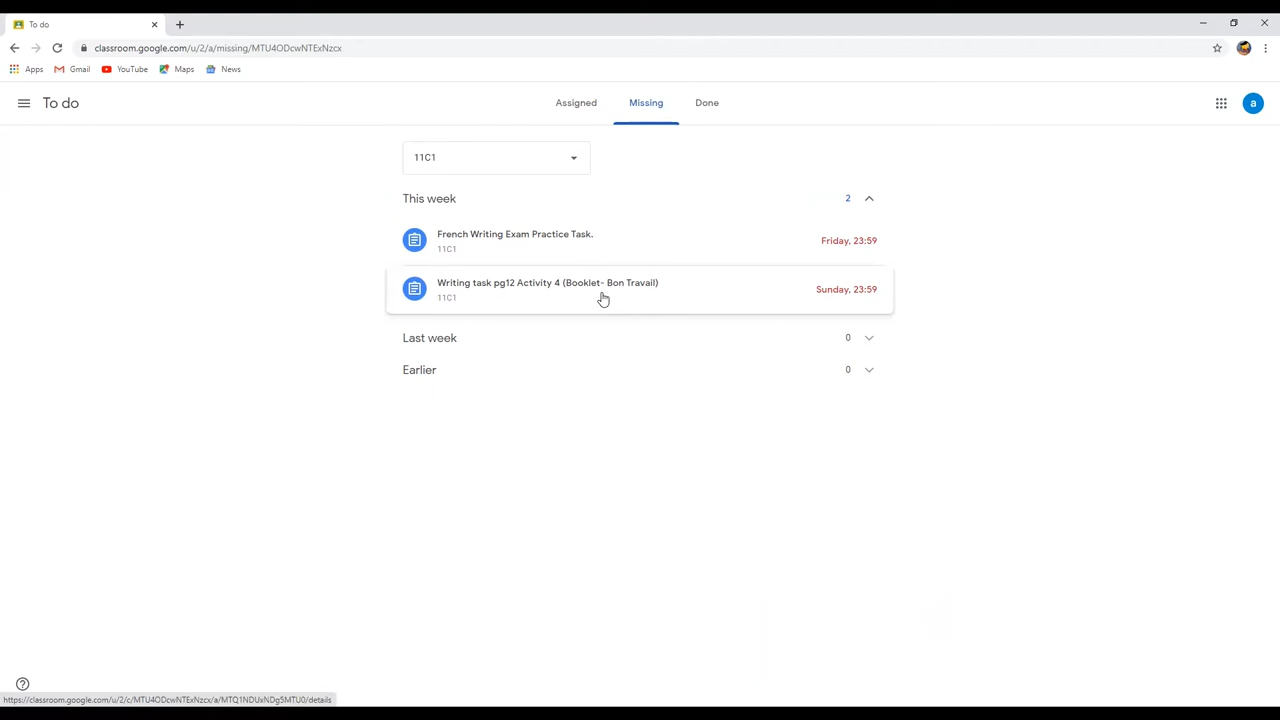 To do
classroom.google.com/u/2/a/missing/MTU4ODcwNTExNzcx
Apps Gmail YouTube Maps News
To do Assigned Missing Done a
11C1
This week 2
French Writing Exam Practice Task. Friday, 23:59
11C1
Writing task pg12 Activity 4 (Booklet- Bon Travail) Sunday, 23:59
11C1
Last week 0
Earlier 0
https://classroom.google.com/u/2/c/MTU4ODcwNTExNzcx/a/MTQ1NDUxNDg5MTU0/details